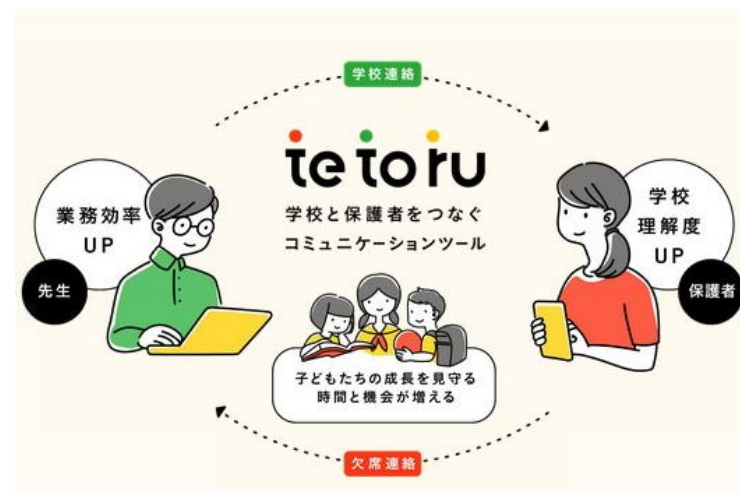 学校連絡
tetoru
学校と保護者をつなぐ
コミュニケーションツール
業務効率
UP
先生
学校
理解度
UP
保護者
子どもたちの成長を見守る
時間と機会が増える
欠席連絡